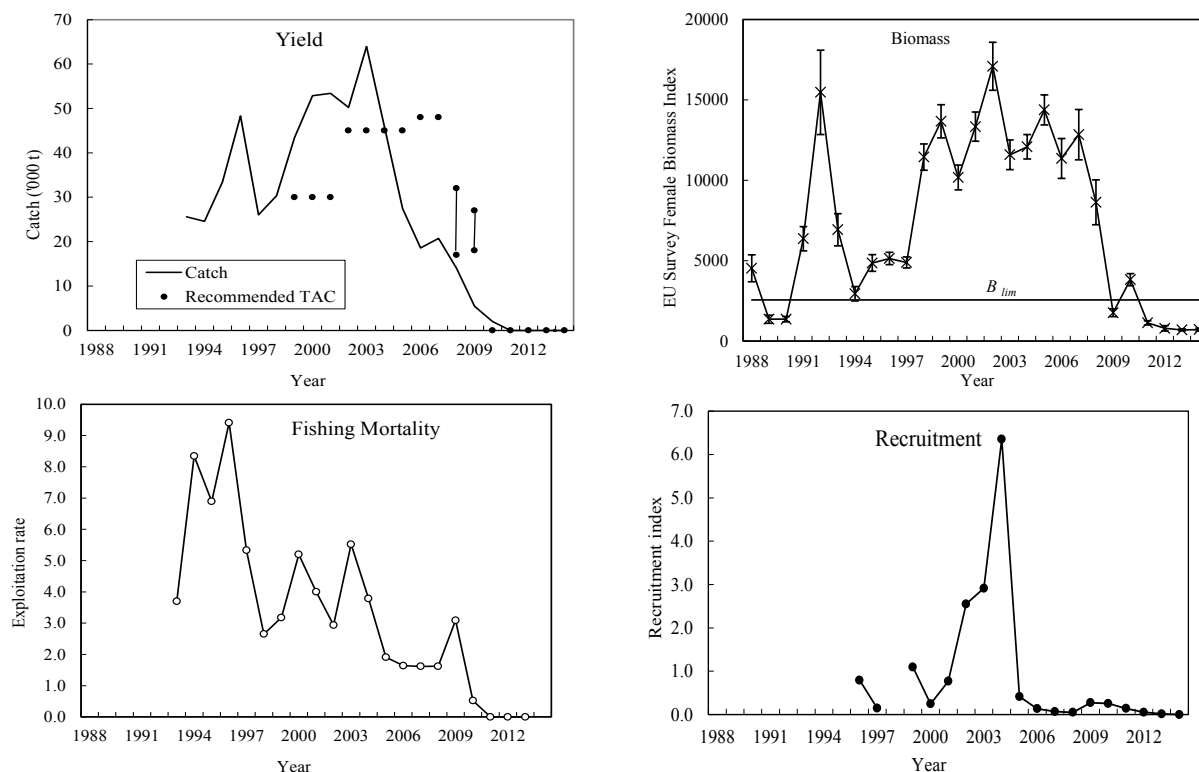 Yield
Catch ('000 t)
70
60
50
40
30
20
10
0
Catch
Recommended TAC
1988 1991 1994 1997 2000 2003 2006 2009 2012
Year
Biomass
EU Survey Female Biomass Index
20000
15000
10000
5000
0
B lim
1988 1991 1994 1997 2000 2003 2006 2009 2012
Year
Fishing Mortality
Exploitation rate
10.0
9.0
8.0
7.0
6.0
5.0
4.0
3.0
2.0
1.0
0.0
1988 1991 1994 1997 2000 2003 2006 2009 2012
Year
Recruitment
Recruitment index
7.0
6.0
5.0
4.0
3.0
2.0
1.0
0.0
1988 1991 1994 1997 2000 2003 2006 2009 2012
Year